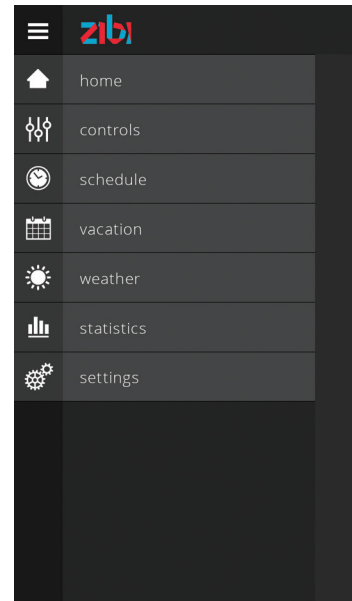 zibi
home
controls
schedule
vacation
weather
statistics
settings